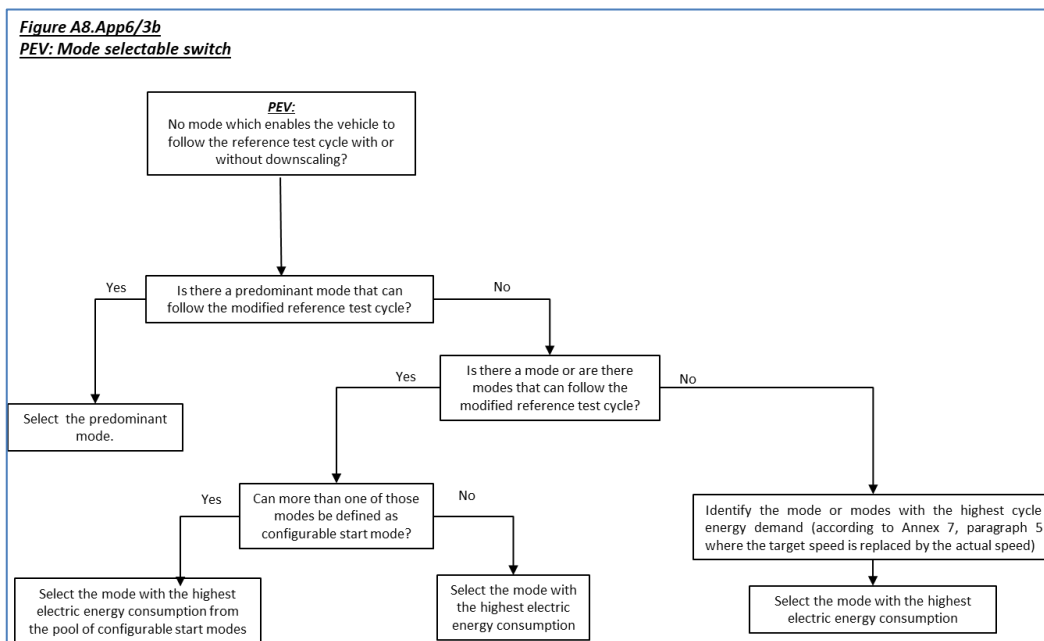 Figure A8.App6/3b
PEV: Mode selectable switch
PEV:
No mode which enables the vehicle to
follow the reference test cycle with or
without downscaling?
Yes
Is there a predominant mode that can
follow the modified reference test cycle?
No
Yes
Is there a mode or are there
modes that can follow the
modified reference test cycle?
No
Select the predominant
mode.
Yes
Can more than one of those
modes be defined as
configurable start mode?
No
Identify the mode or modes with the highest cycle
energy demand (according to Annex 7, paragraph 5
where the target speed is replaced by the actual speed)
Select the mode with the highest
electric energy consumption from
the pool of configurable start modes
Select the mode with
the highest electric
energy consumption
Select the mode with the highest
electric energy consumption